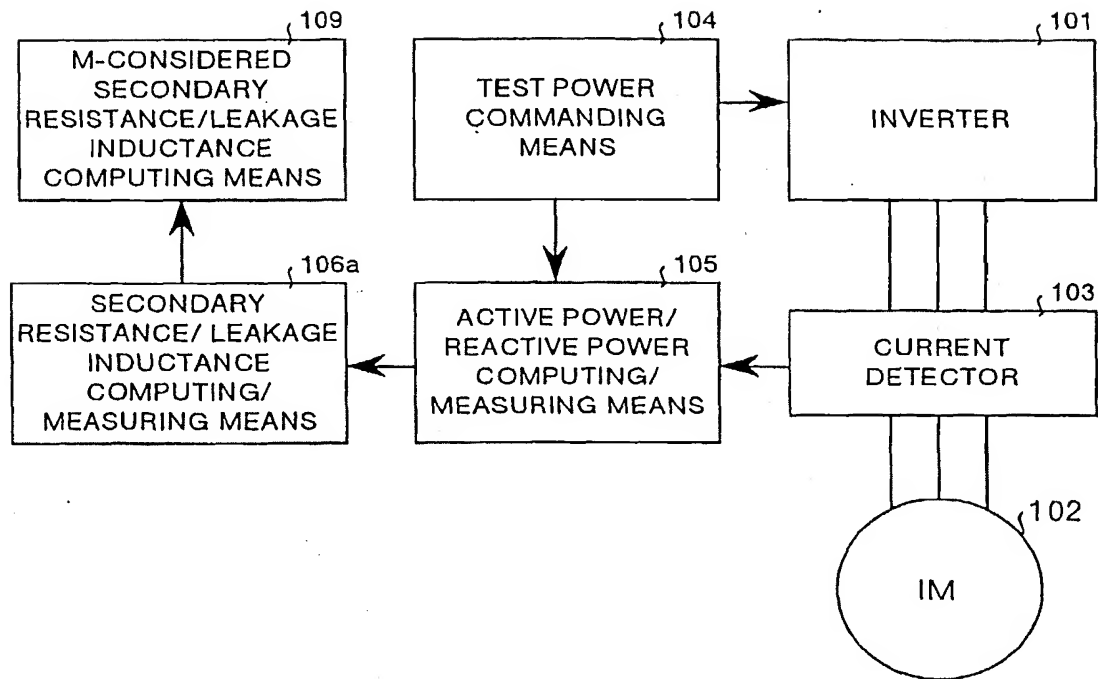 109
M-CONSIDERED
SECONDARY
RESISTANCE/LEAKAGE
INDUCTANCE
COMPUTING MEANS
104
TEST POWER
COMMANDING
MEANS
101
INVERTER
106a
SECONDARY
RESISTANCE/ LEAKAGE
INDUCTANCE
COMPUTING/
MEASURING MEANS
105
ACTIVE POWER/
REACTIVE POWER
COMPUTING/
MEASURING MEANS
103
CURRENT
DETECTOR
102
IM